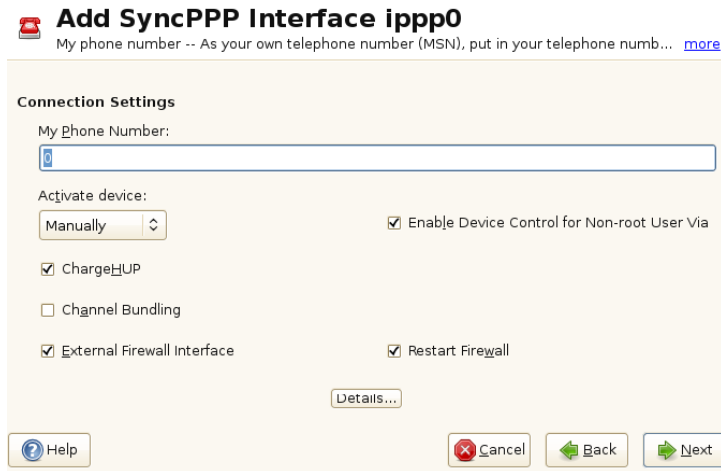 Add SyncPPP Interface ippp0
My phone number -- As your own telephone number (MSN), put in your telephone numb... more
Connection Settings
My Phone Number:
0
Activate device:
Manually
Enable Device Control for Non-root User Via
ChargeHUP
Channel Bundling
External Firewall Interface
Restart Firewall
Details...
Help
Cancel
Back
Next